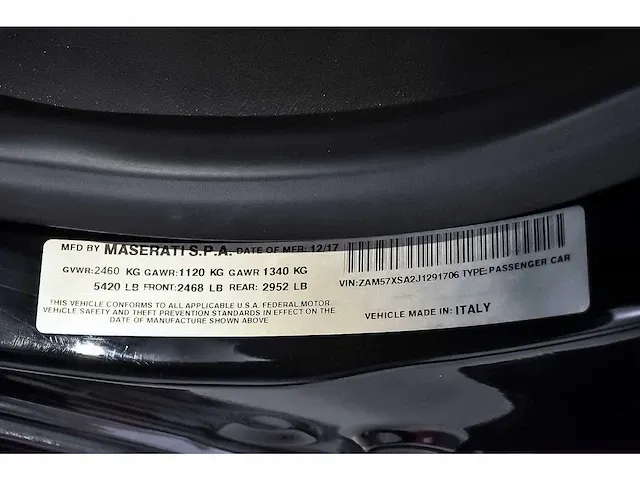 MFD BY MASERATI S.P.A. DATE OF MFR: 12/17
GVWR:2460 KG GAWR:1120 KG GAWR 1340 KG
5420 LB FRONT:2468 LB REAR: 2952 LB
THIS VEHICLE CONFORMS TO ALL APPLICABLE U.S.A. FEDERAL MOTOR
VEHICLE SAFETY AND THEFT PREVENTION STANDARDS IN EFFECT ON THE
DATE OF MANUFACTURE SHOWN ABOVE
VIN:ZAM57XSA2J1291706 TYPE:PASSENGER CAR
VEHICLE MADE IN: ITALY